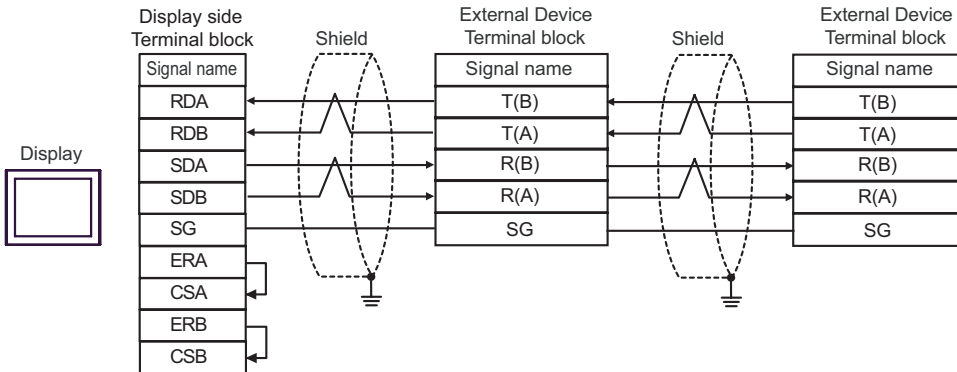 Display side
Terminal block
Signal name
RDA
RDB
SDA
SDB
SG
ERA
CSA
ERB
CSB
Display
Shield
External Device
Terminal block
Signal name
T(B)
T(A)
R(B)
R(A)
SG
Shield
External Device
Terminal block
Signal name
T(B)
T(A)
R(B)
R(A)
SG